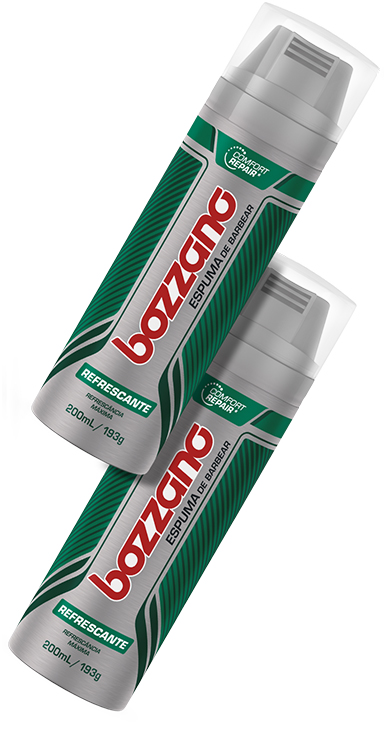 COMFORT
REPAIR+
bozzano
ESPUMA DE BARBEAR
REFRESCANTE
REFRESCÂNCIA
MÁXIMA
200mL/193g
COMFORT
REPAIR+
bozzano
ESPUMA DE BARBEAR
REFRESCANTE
REFRESCÂNCIA
MÁXIMA
200mL/193g